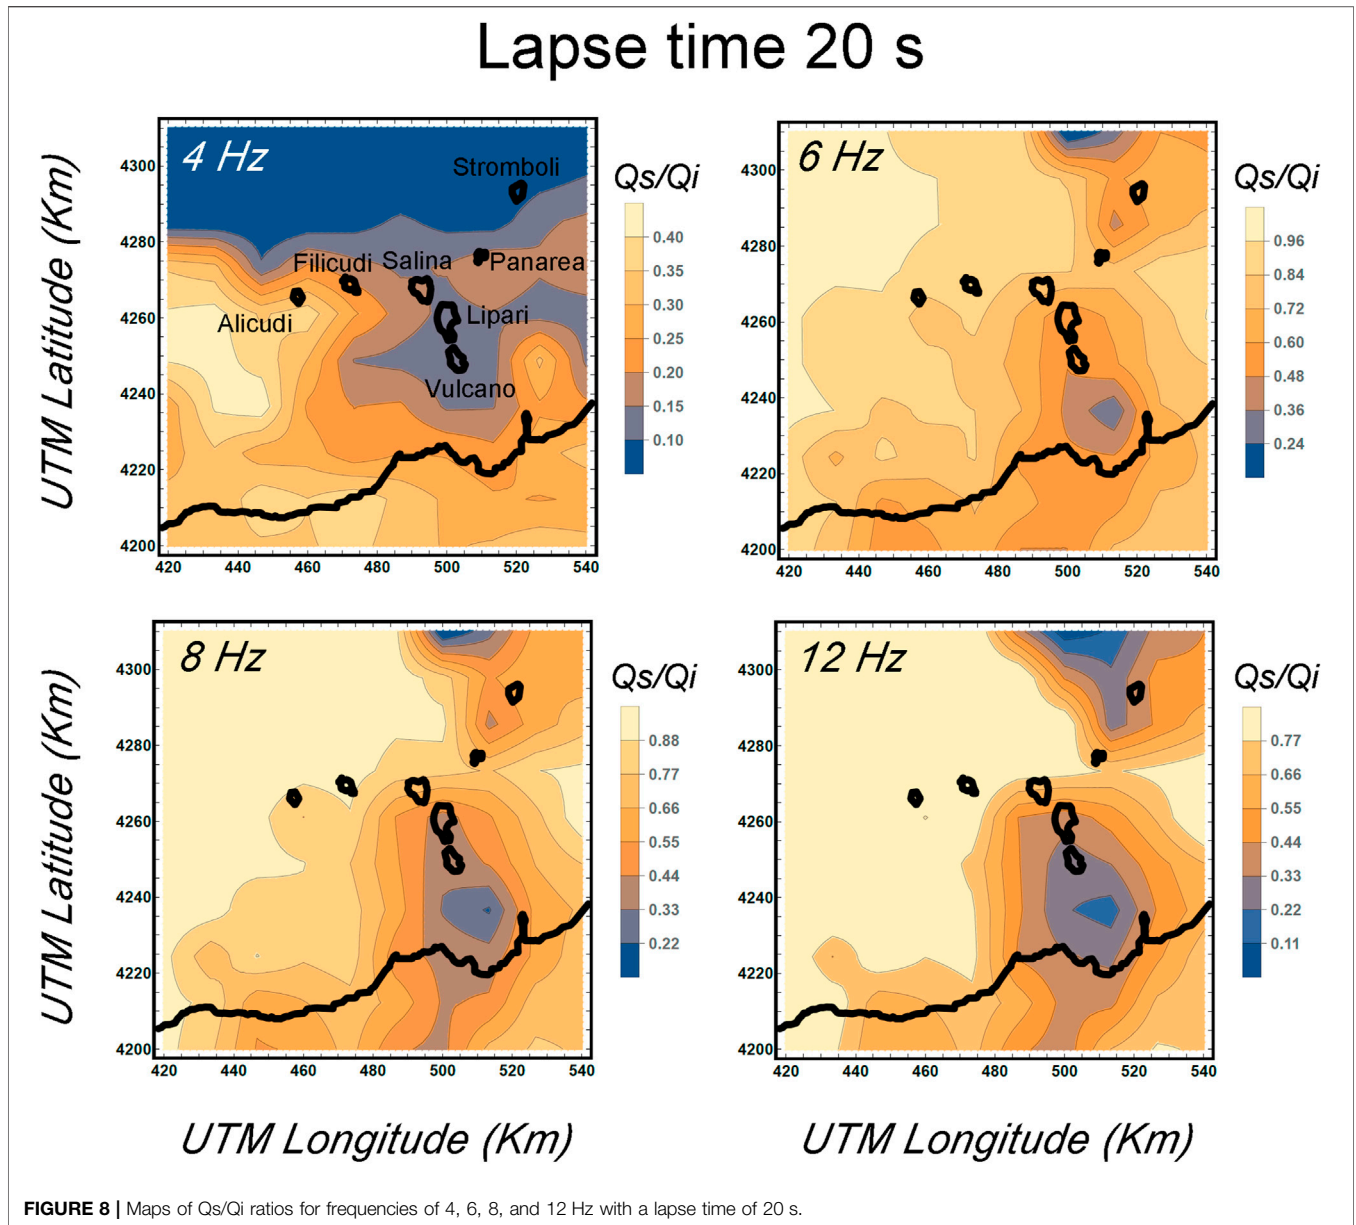 Lapse time 20 s
4 Hz
Stromboli
Filicudi
Salina
Panarea
Alicudi
Lipari
Vulcano
UTM Latitude (Km)
4300
4280
4260
4240
4220
4200
420 440 460 480 500 520 540
Qs/Qi
0.40
0.35
0.30
0.25
0.20
0.15
0.10
6 Hz
4300
4280
4260
4240
4220
4200
420 440 460 480 500 520 540
Qs/Qi
0.96
0.84
0.72
0.60
0.48
0.36
0.24
8 Hz
UTM Latitude (Km)
4300
4280
4260
4240
4220
4200
420 440 460 480 500 520 540
UTM Longitude (Km)
Qs/Qi
0.88
0.77
0.66
0.55
0.44
0.33
0.22
12 Hz
4300
4280
4260
4240
4220
4200
420 440 460 480 500 520 540
UTM Longitude (Km)
Qs/Qi
0.77
0.66
0.55
0.44
0.33
0.22
0.11
FIGURE 8 | Maps of Qs/Qi ratios for frequencies of 4, 6, 8, and 12 Hz with a lapse time of 20 s.